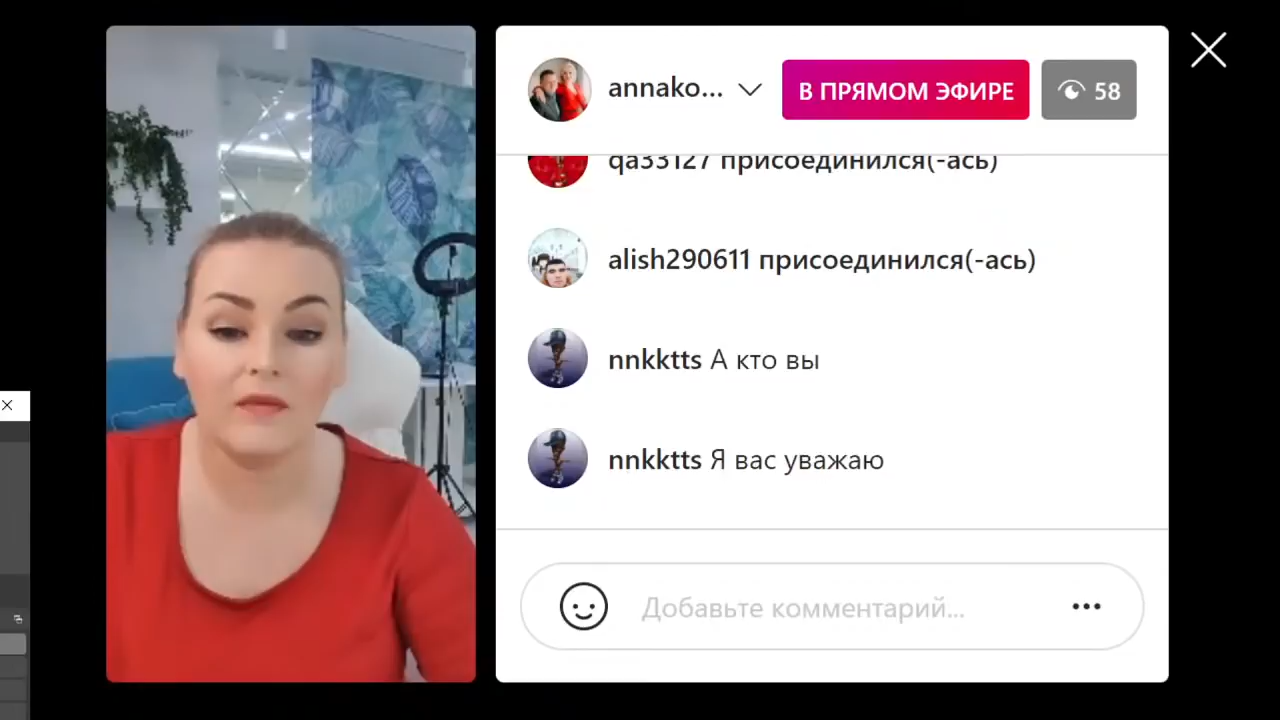 annako...
В ПРЯМОМ ЭФИРЕ
58
qa33127 присоединился(-ась)
alish290611 присоединился(-ась)
nnkktts А кто вы
nnkktts Я вас уважаю
Добавьте комментарий...